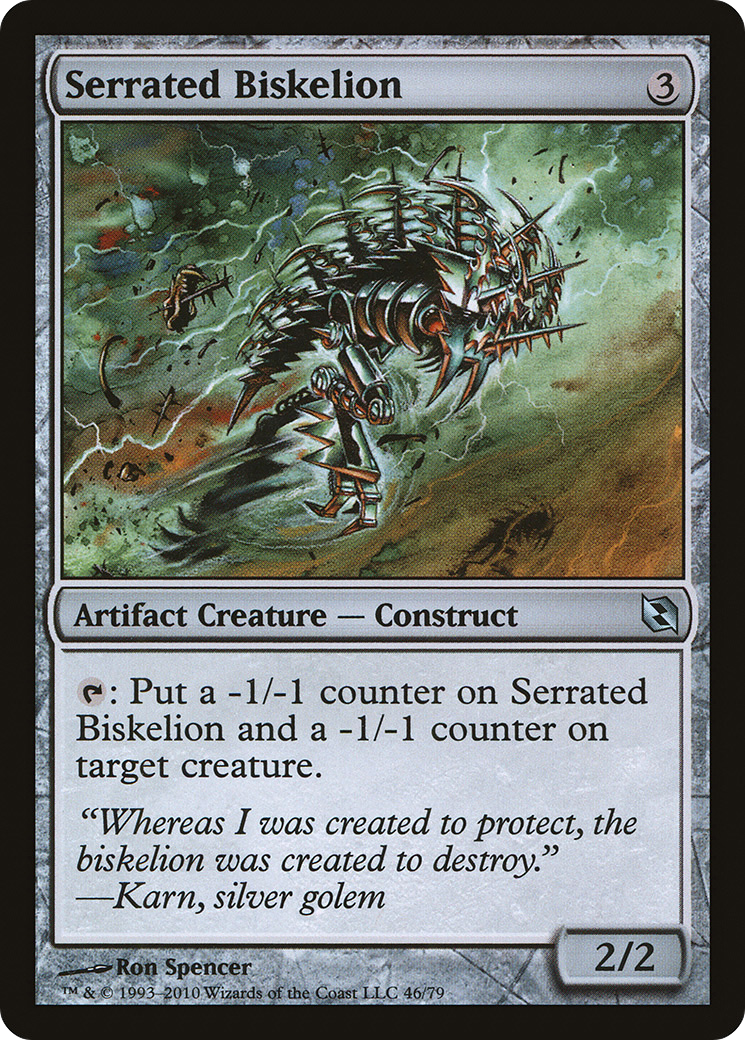 Serrated Biskelion 3
Artifact Creature — Construct
: Put a -1/-1 counter on Serrated
Biskelion and a -1/-1 counter on
target creature.
“Whereas I was created to protect, the
biskelion was created to destroy.”
—Karn, silver golem
2/2
Ron Spencer
™ & © 1993–2010 Wizards of the Coast LLC 46/79